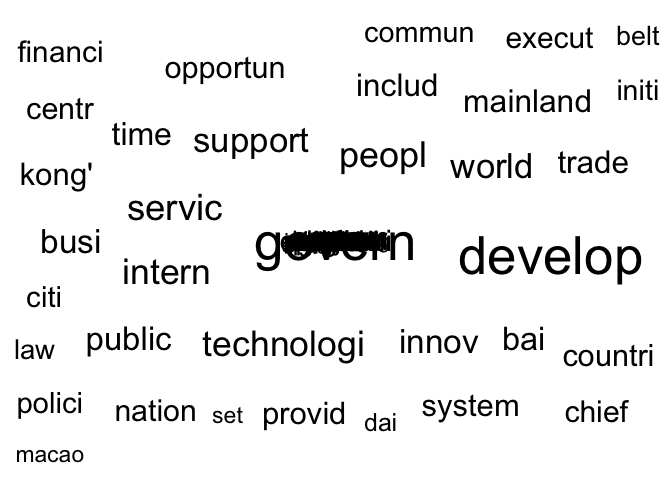 commun execut belt
financi opportun
includ mainland initi
centr time support
kong' peopl world trade
servic
busi govern develop
intern
citi
law public technologi innov bai countri
polici nation set provid dai system chief
macao